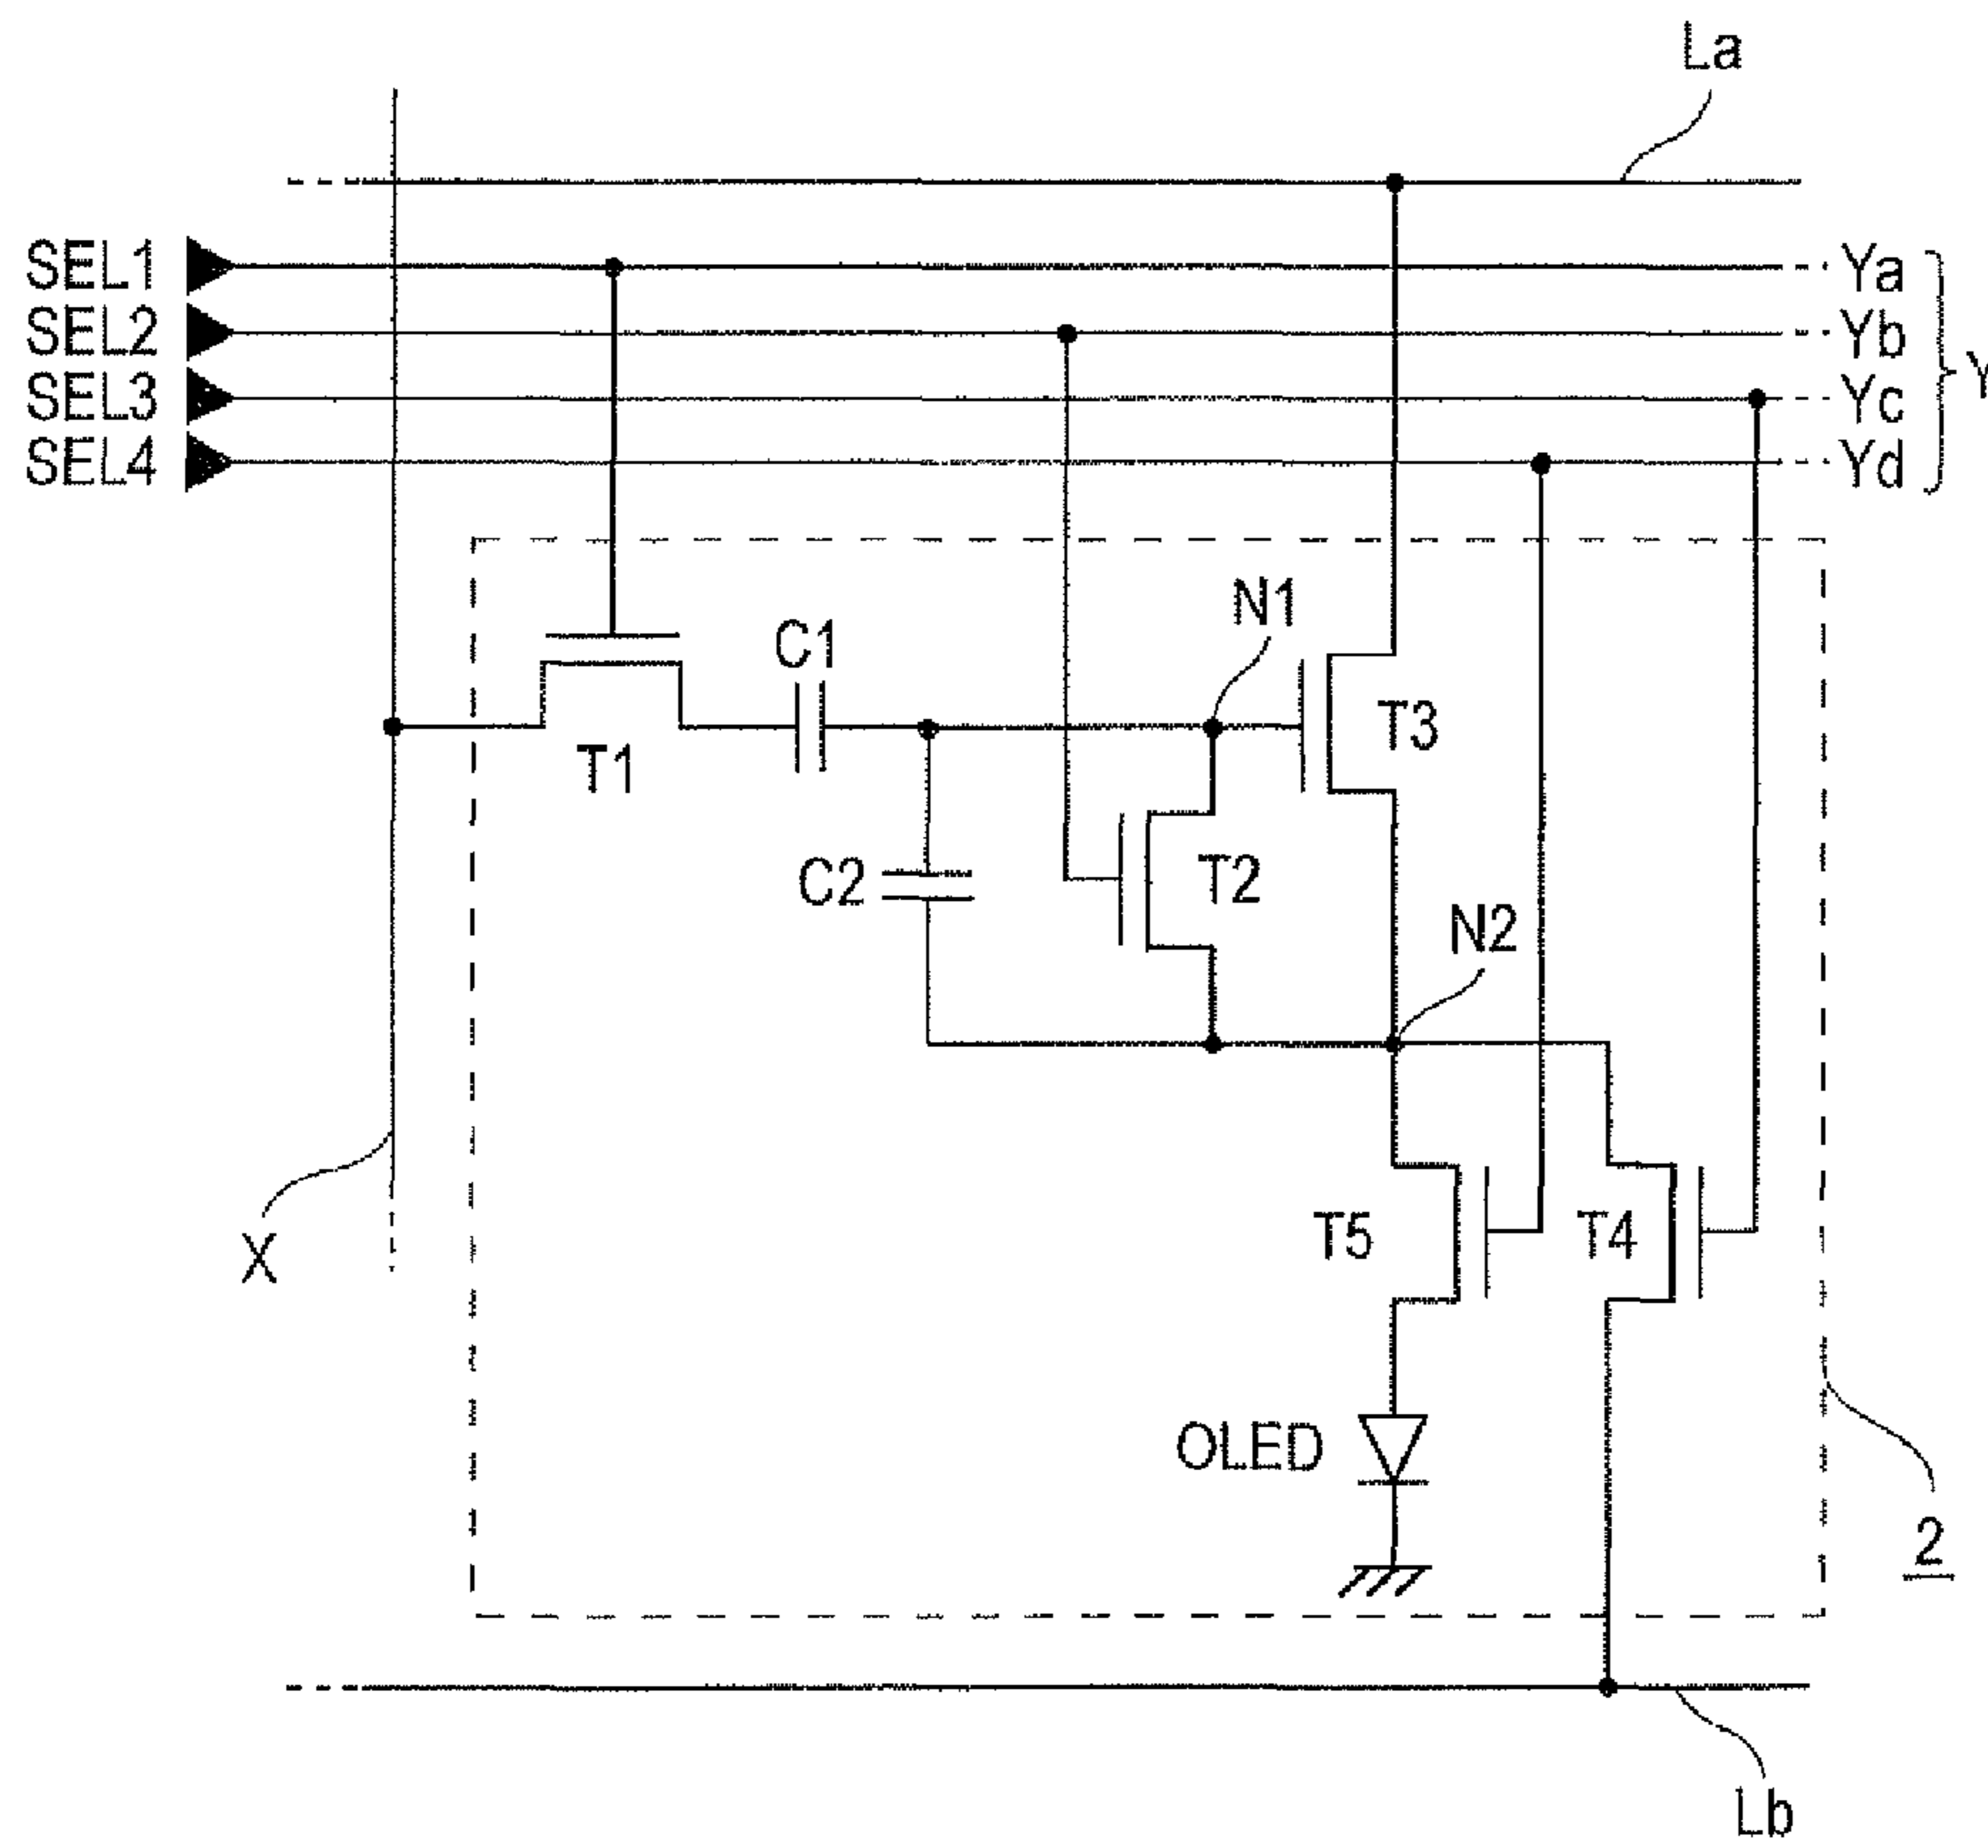 La
SEL1
Ya
SEL2
Yb
Y
SEL3
Yc
SEL4
Yd
N1
C1
T3
T1
C2
T2
N2
X
T5
T4
OLED
2
Lb